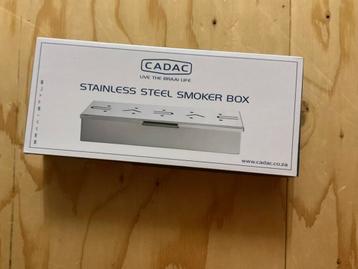 CADAC
LIVE THE BRAAI LIFE
STAINLESS STEEL SMOKER BOX
www.cadac.co.za